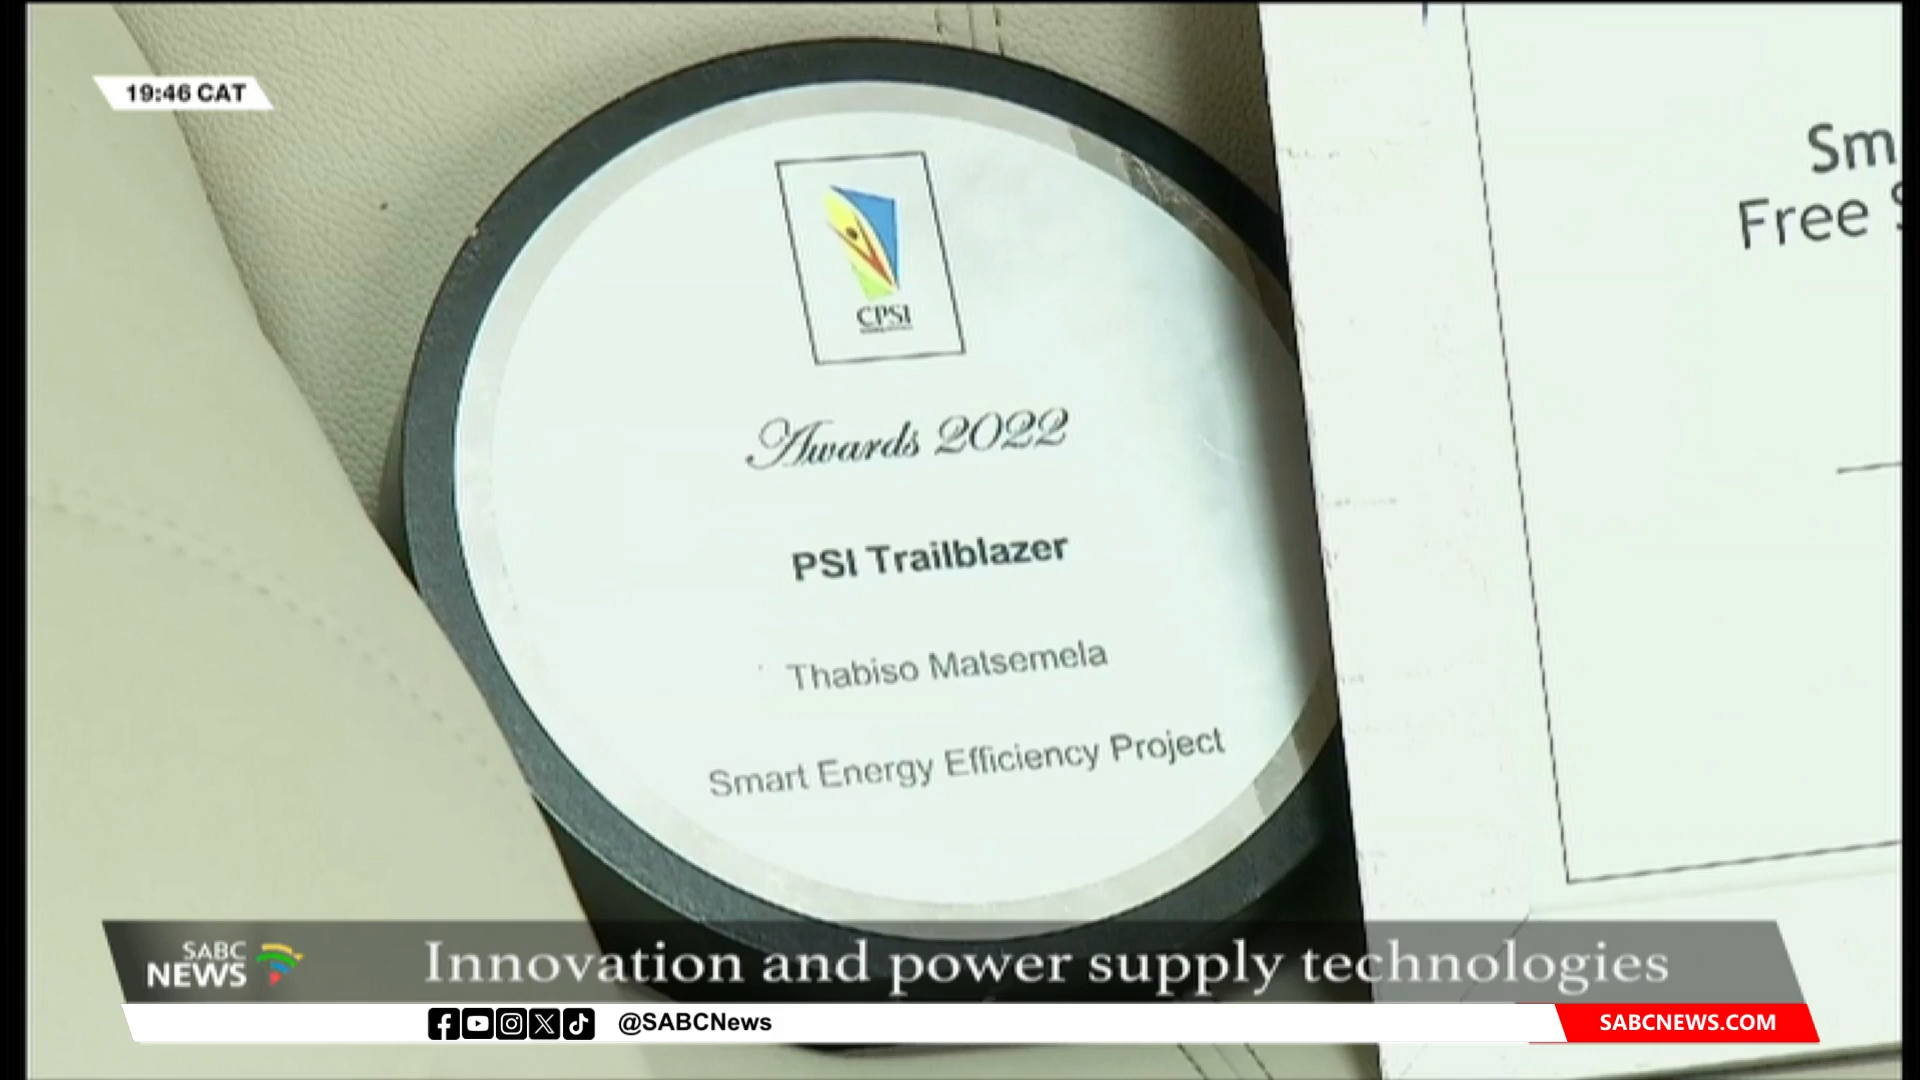 19:46 CAT
CPSI
Awards 2022
PSI Trailblazer
Thabiso Matsemela
Smart Energy Efficiency Project
Sm
Free
SABC
NEWS
Innovation and power supply technologies
@SABCNews
SABCNEWS.COM